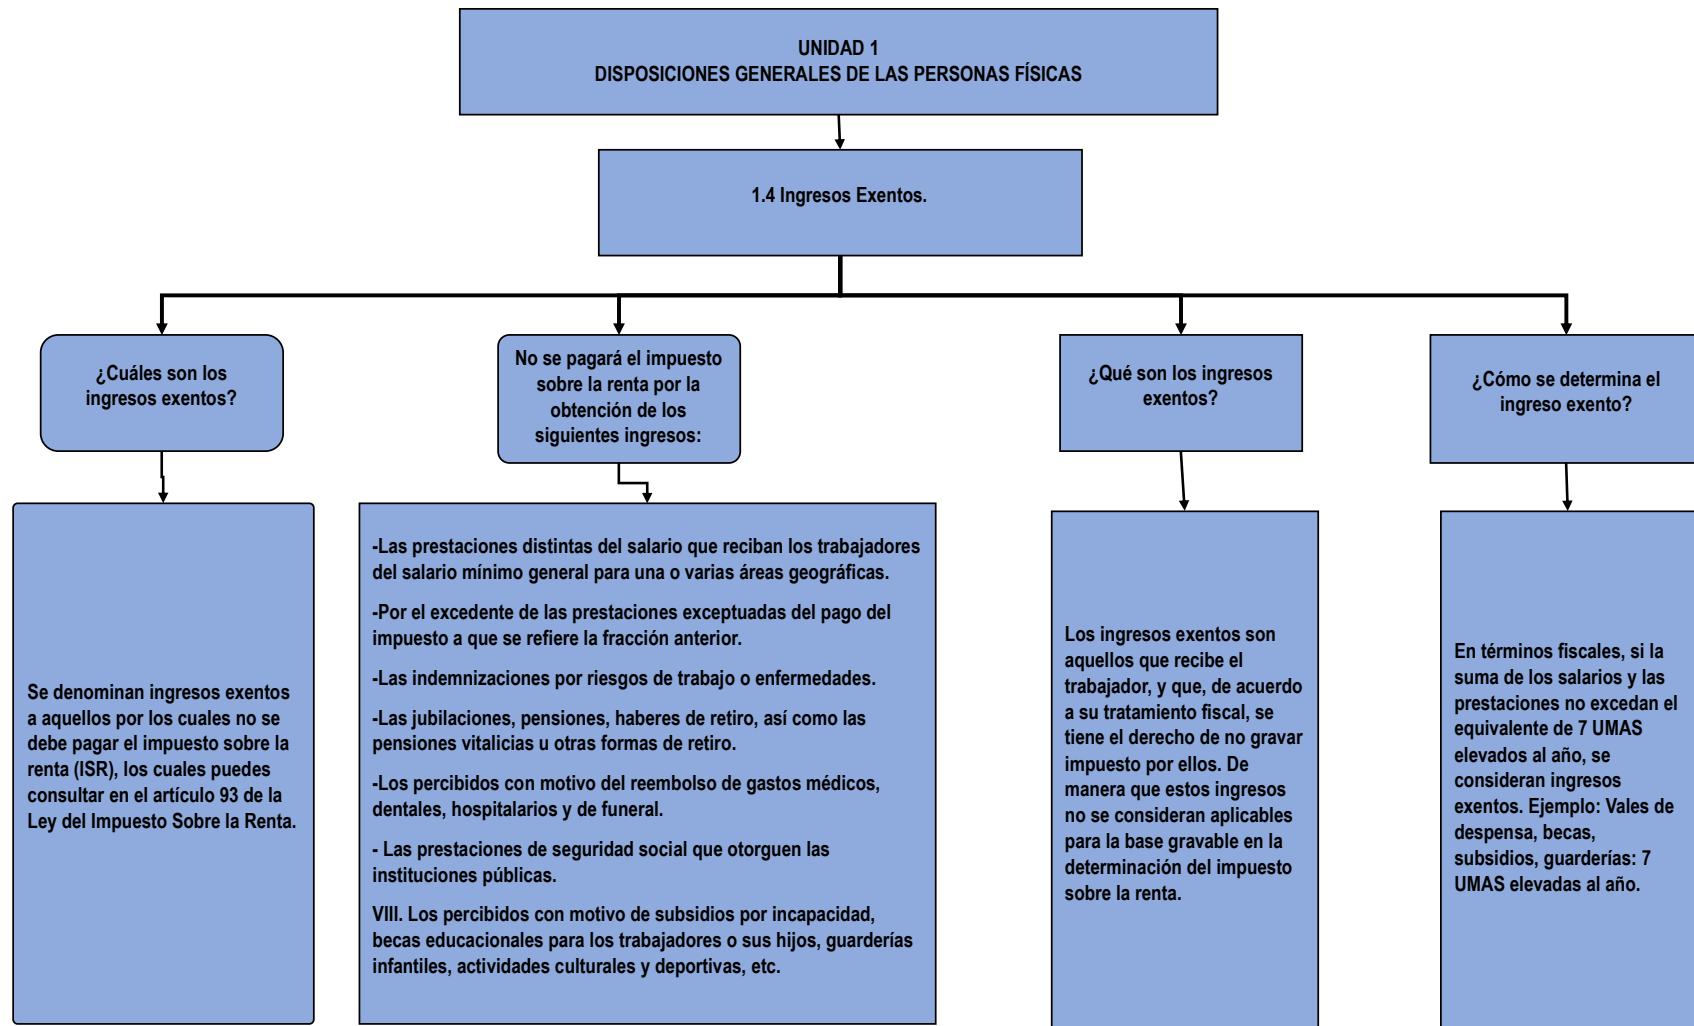 UNIDAD 1
DISPOSICIONES GENERALES DE LAS PERSONAS FÍSICAS
1.4 Ingresos Exentos.
¿Cuáles son los
ingresos exentos?
No se pagará el impuesto
sobre la renta por la
obtención de los
siguientes ingresos:
¿Qué son los ingresos
exentos?
¿Cómo se determina el
ingreso exento?
Se denominan ingresos exentos
a aquellos por los cuales no se
debe pagar el impuesto sobre la
renta (ISR), los cuales puedes
consultar en el artículo 93 de la
Ley del Impuesto Sobre la Renta.
-Las prestaciones distintas del salario que reciban los trabajadores
del salario mínimo general para una o varias áreas geográficas.
-Por el excedente de las prestaciones exceptuadas del pago del
impuesto a que se refiere la fracción anterior.
-Las indemnizaciones por riesgos de trabajo o enfermedades.
-Las jubilaciones, pensiones, haberes de retiro, así como las
pensiones vitalicias u otras formas de retiro.
-Los percibidos con motivo del reembolso de gastos médicos,
dentales, hospitalarios y de funeral.
- Las prestaciones de seguridad social que otorguen las
instituciones públicas.
VIII. Los percibidos con motivo de subsidios por incapacidad,
becas educacionales para los trabajadores o sus hijos, guarderías
infantiles, actividades culturales y deportivas, etc.
Los ingresos exentos son
aquellos que recibe el
trabajador, y que, de acuerdo
a su tratamiento fiscal, se
tiene el derecho de no gravar
impuesto por ellos. De
manera que estos ingresos
no se consideran aplicables
para la base gravable en la
determinación del impuesto
sobre la renta.
En términos fiscales, si la
suma de los salarios y las
prestaciones no excedan el
equivalente de 7 UMAS
elevados al año, se
consideran ingresos
exentos. Ejemplo: Vales de
despensa, becas,
subsidios, guarderías: 7
UMAS elevadas al año.